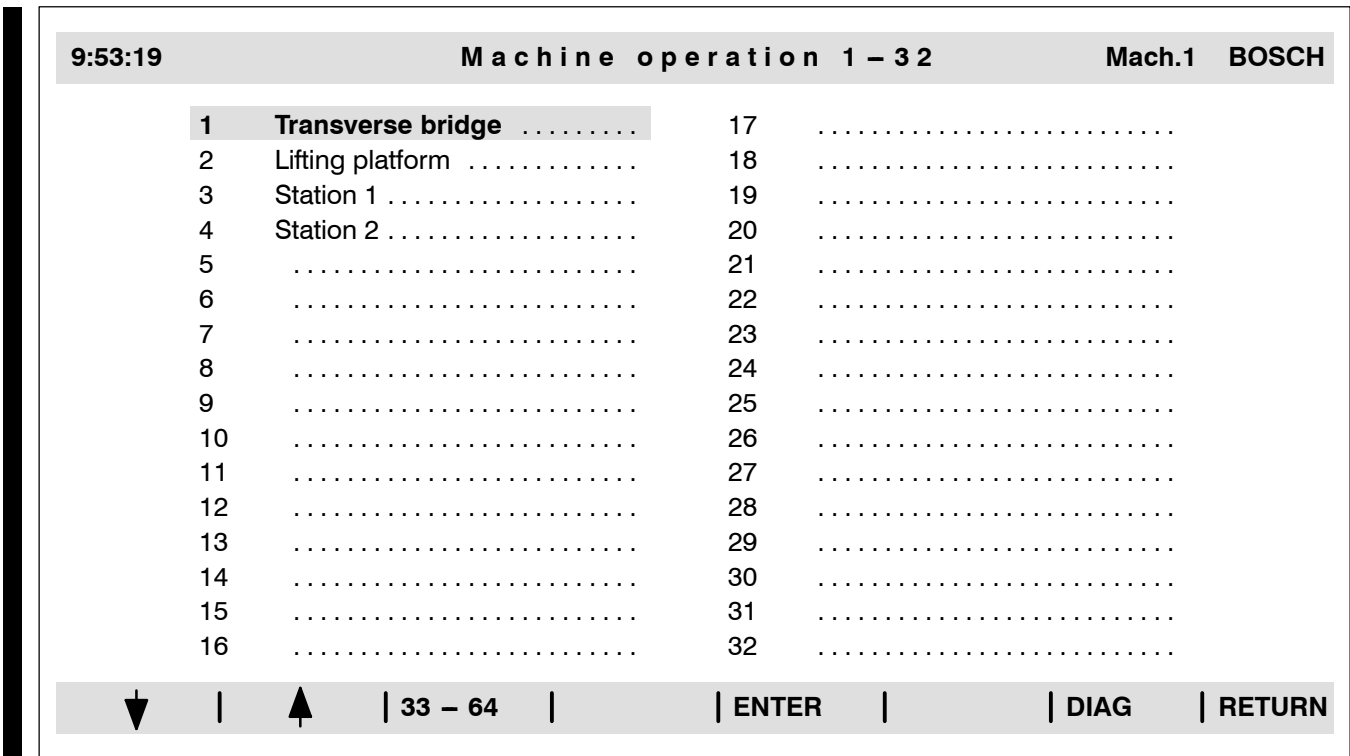 9:53:19 Machine operation 1 – 32 Mach.1 BOSCH
1 Transverse bridge ......... 17 ...........................
2 Lifting platform ............. 18 ...........................
3 Station 1 ................... 19 ...........................
4 Station 2 ................... 20 ...........................
5 .......................... 21 ...........................
6 .......................... 22 ...........................
7 .......................... 23 ...........................
8 .......................... 24 ...........................
9 .......................... 25 ...........................
10 .......................... 26 ...........................
11 .......................... 27 ...........................
12 .......................... 28 ...........................
13 .......................... 29 ...........................
14 .......................... 30 ...........................
15 .......................... 31 ...........................
16 .......................... 32 ...........................
| | 33 – 64 | | ENTER | | DIAG | RETURN